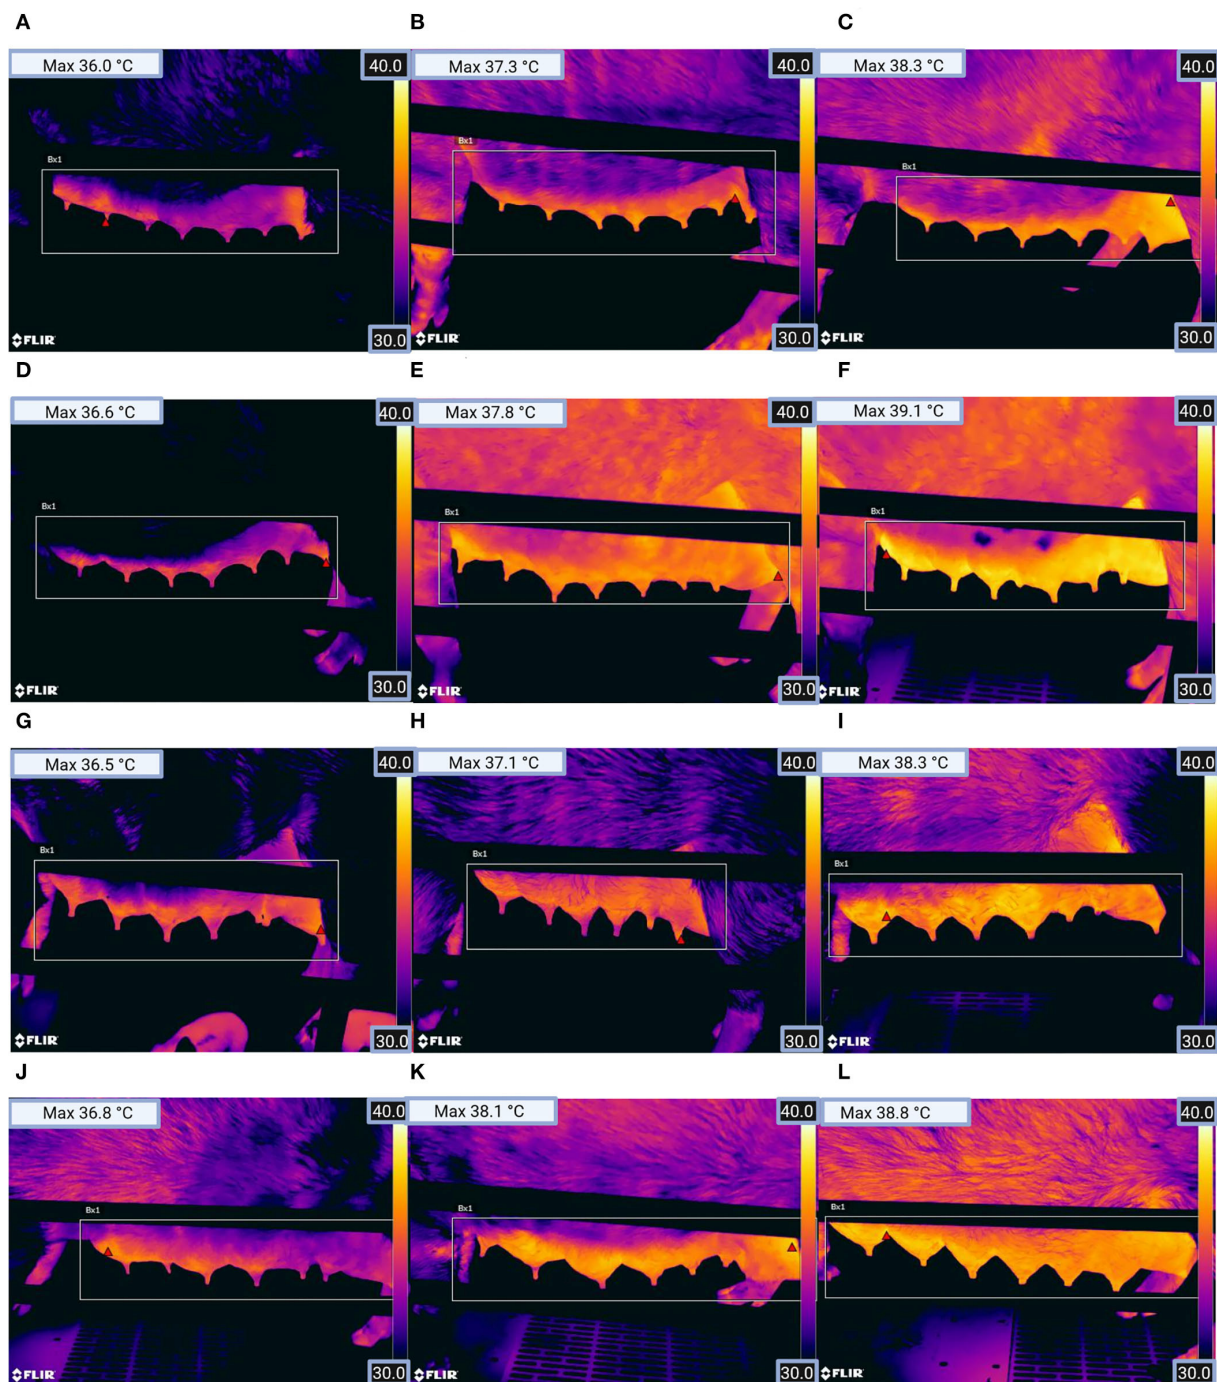 A B C
Max 36.0 °C 40.0 Max 37.3 °C 40.0 Max 38.3 °C 40.0
Bx1 Bx1 Bx1
FLIR 30.0 FLIR 30.0 FLIR 30.0
D E F
Max 36.6 °C 40.0 Max 37.8 °C 40.0 Max 39.1 °C 40.0
Bx1 Bx1 Bx1
FLIR 30.0 FLIR 30.0 FLIR 30.0
G H I
Max 36.5 °C 40.0 Max 37.1 °C 40.0 Max 38.3 °C 40.0
Bx1 Bx1 Bx1
FLIR 30.0 FLIR 30.0 FLIR 30.0
J K L
Max 36.8 °C 40.0 Max 38.1 °C 40.0 Max 38.8 °C 40.0
Bx1 Bx1 Bx1
FLIR 30.0 FLIR 30.0 FLIR 30.0